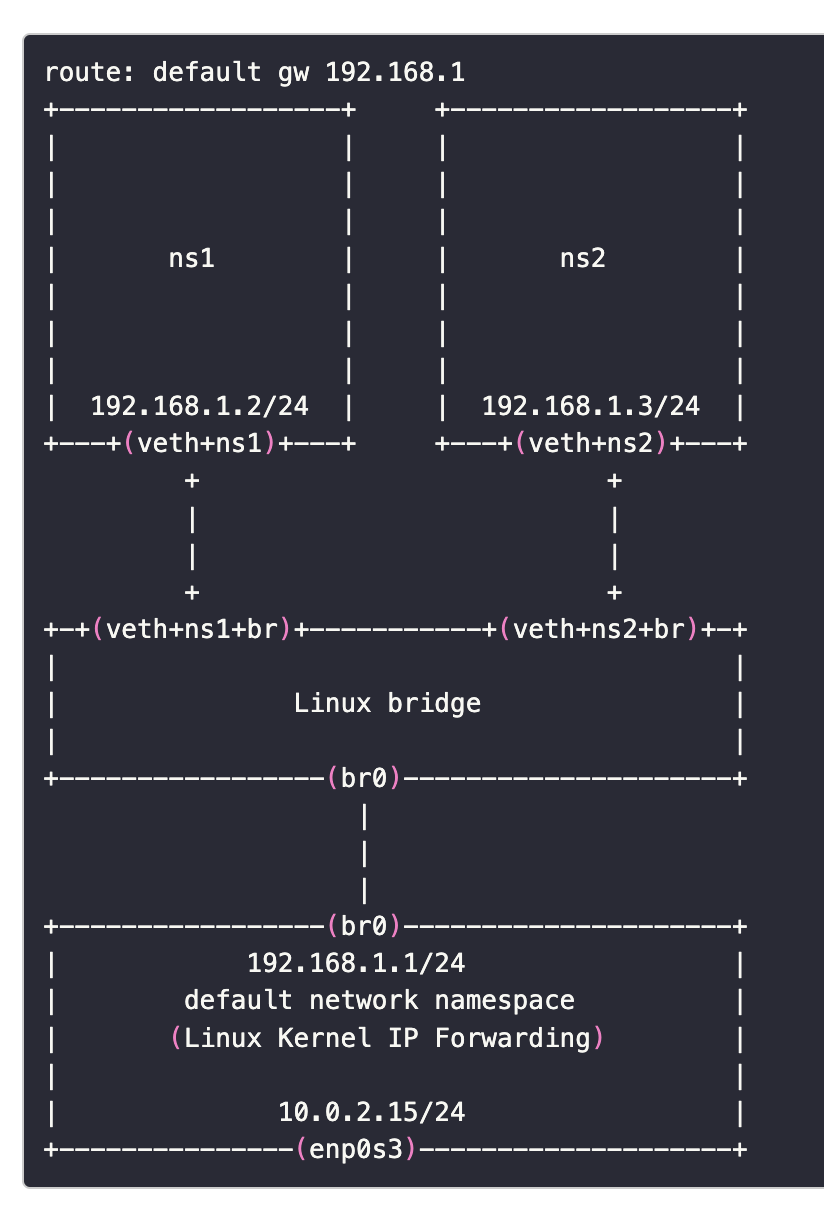 route: default gw 192.168.1
ns1 ns2
192.168.1.2/24 192.168.1.3/24
(veth+ns1) (veth+ns2)
(veth+ns1+br) (veth+ns2+br)
Linux bridge
(br0)
(br0)
192.168.1.1/24
default network namespace
(Linux Kernel IP Forwarding)
10.0.2.15/24
(enp0s3)